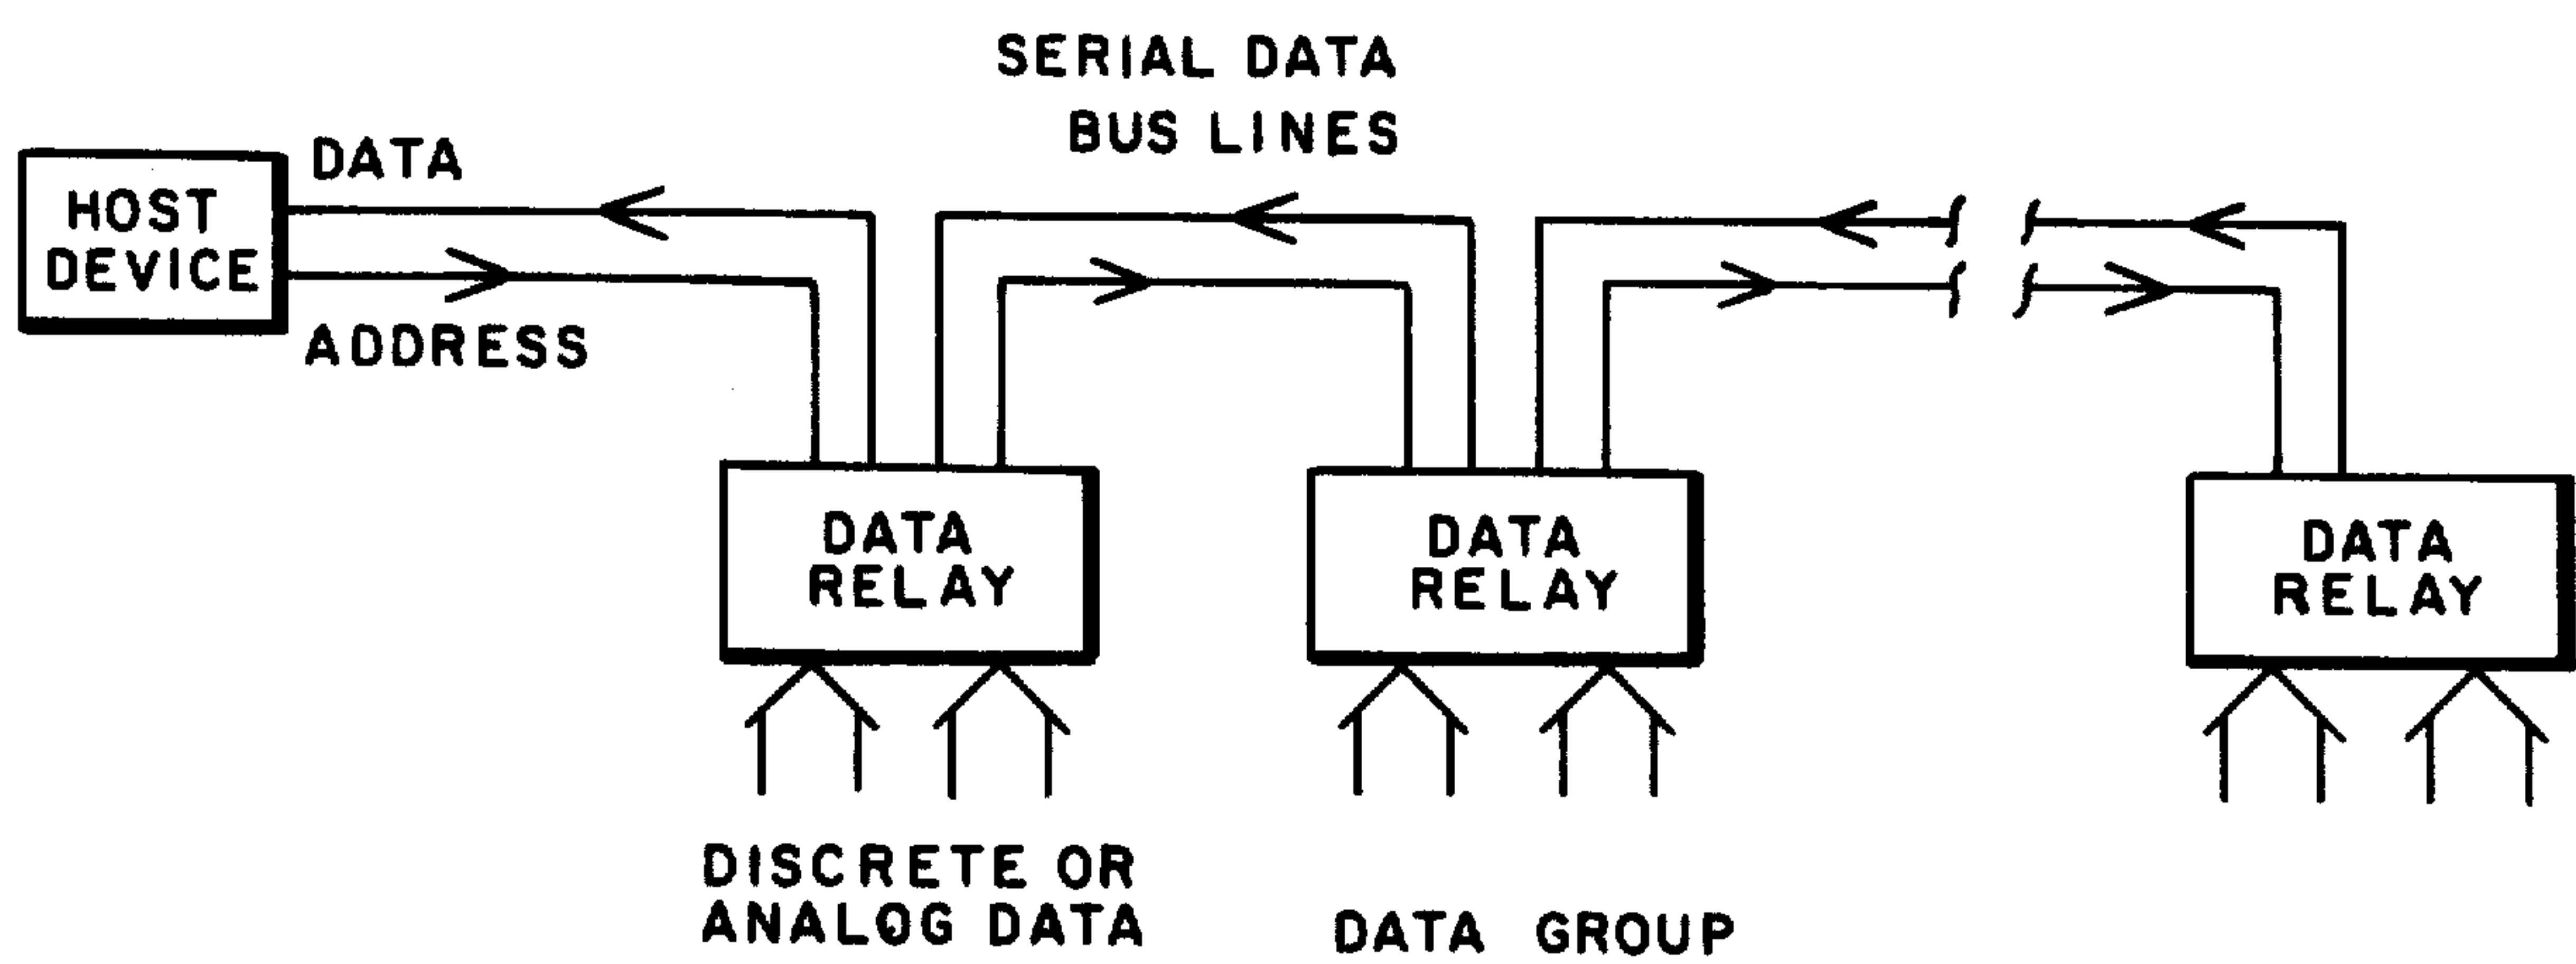 SERIAL DATA
BUS LINES
DATA
HOST
DEVICE
ADDRESS
DATA
RELAY
DATA
RELAY
DATA
RELAY
DISCRETE OR
ANALOG DATA
DATA GROUP